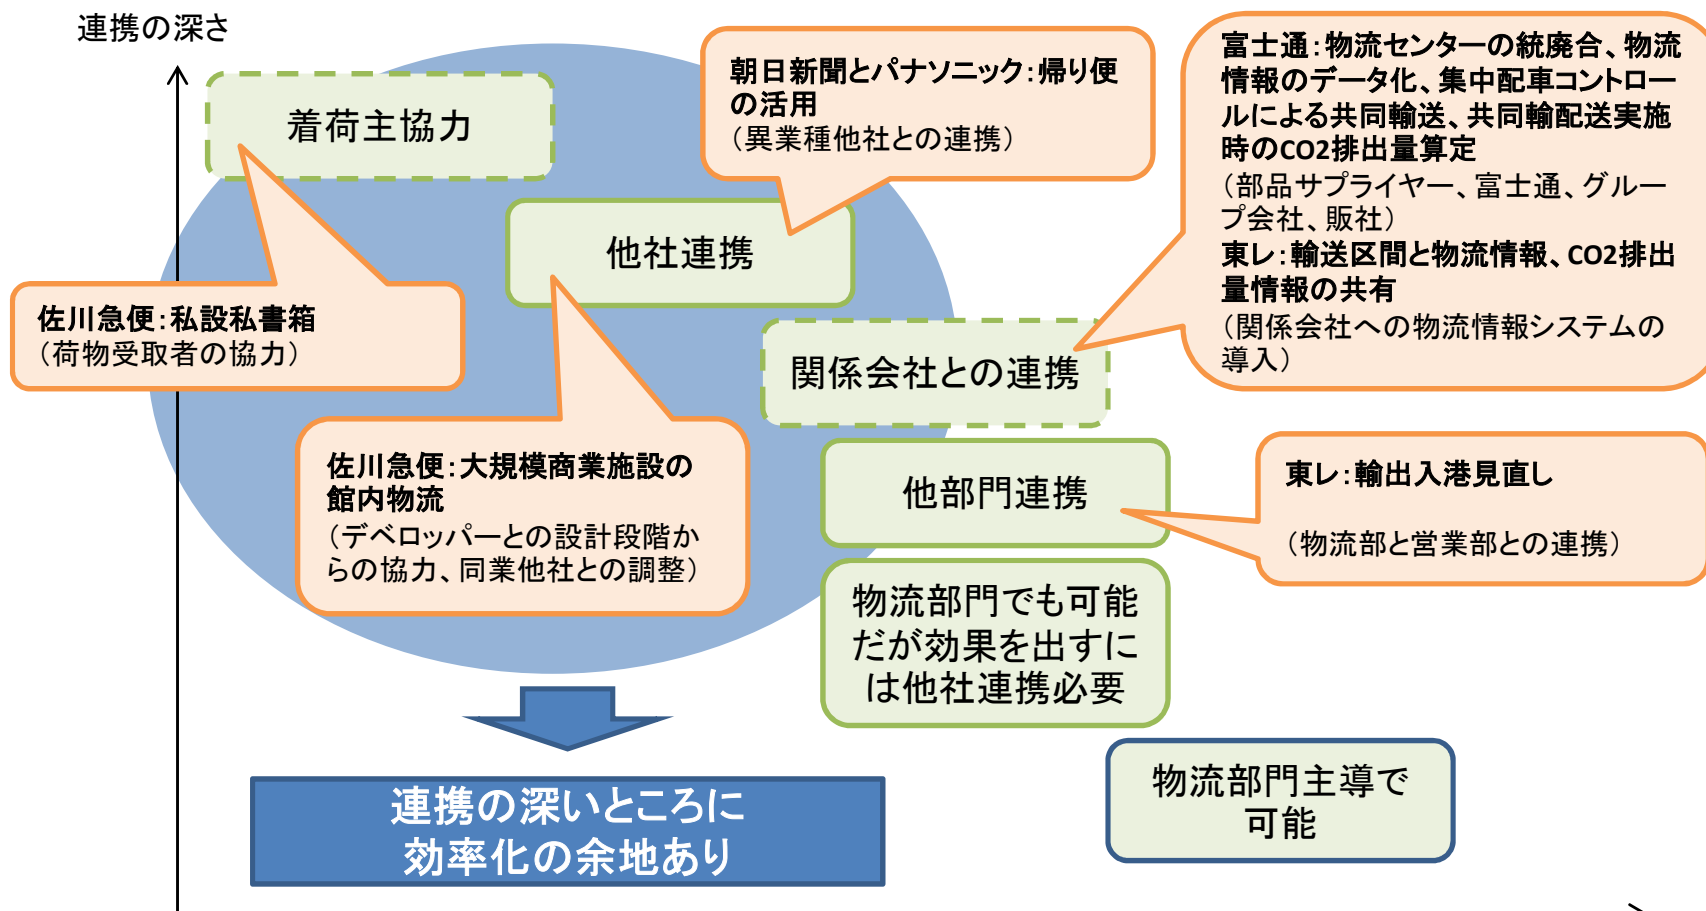 連携の深さ
着荷主協力
朝日新聞とパナソニック：帰り便
の活用
（異業種他社との連携）
富士通：物流センターの統廃合、物流
情報のデータ化、集中配車コントロー
ルによる共同輸送、共同輸配送実施
時のCO2排出量算定
（部品サプライヤー、富士通、グルー
プ会社、販社）
東レ：輸送区間と物流情報、CO2排出
量情報の共有
（関係会社への物流情報システムの
導入）
他社連携
佐川急便：私設私書箱
（荷物受取者の協力）
関係会社との連携
佐川急便：大規模商業施設の
館内物流
（デベロッパーとの設計段階か
らの協力、同業他社との調整）
他部門連携
東レ：輸出入港見直し
（物流部と営業部との連携）
物流部門でも可能
だが効果を出すに
は他社連携必要
物流部門主導で
可能
連携の深いところに
効率化の余地あり